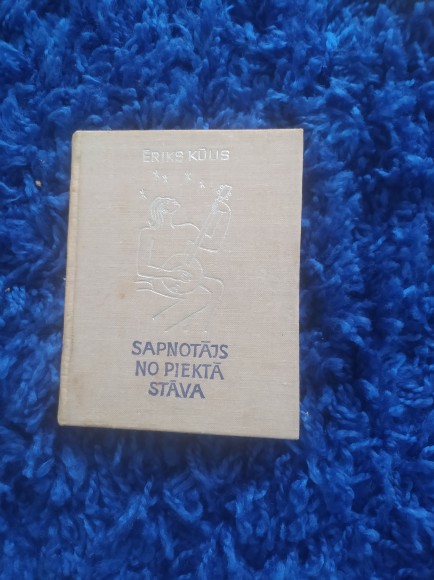 ĒRIKS KŪLIS
SAPNOTĀJS
NO PIEKTĀ
STĀVA